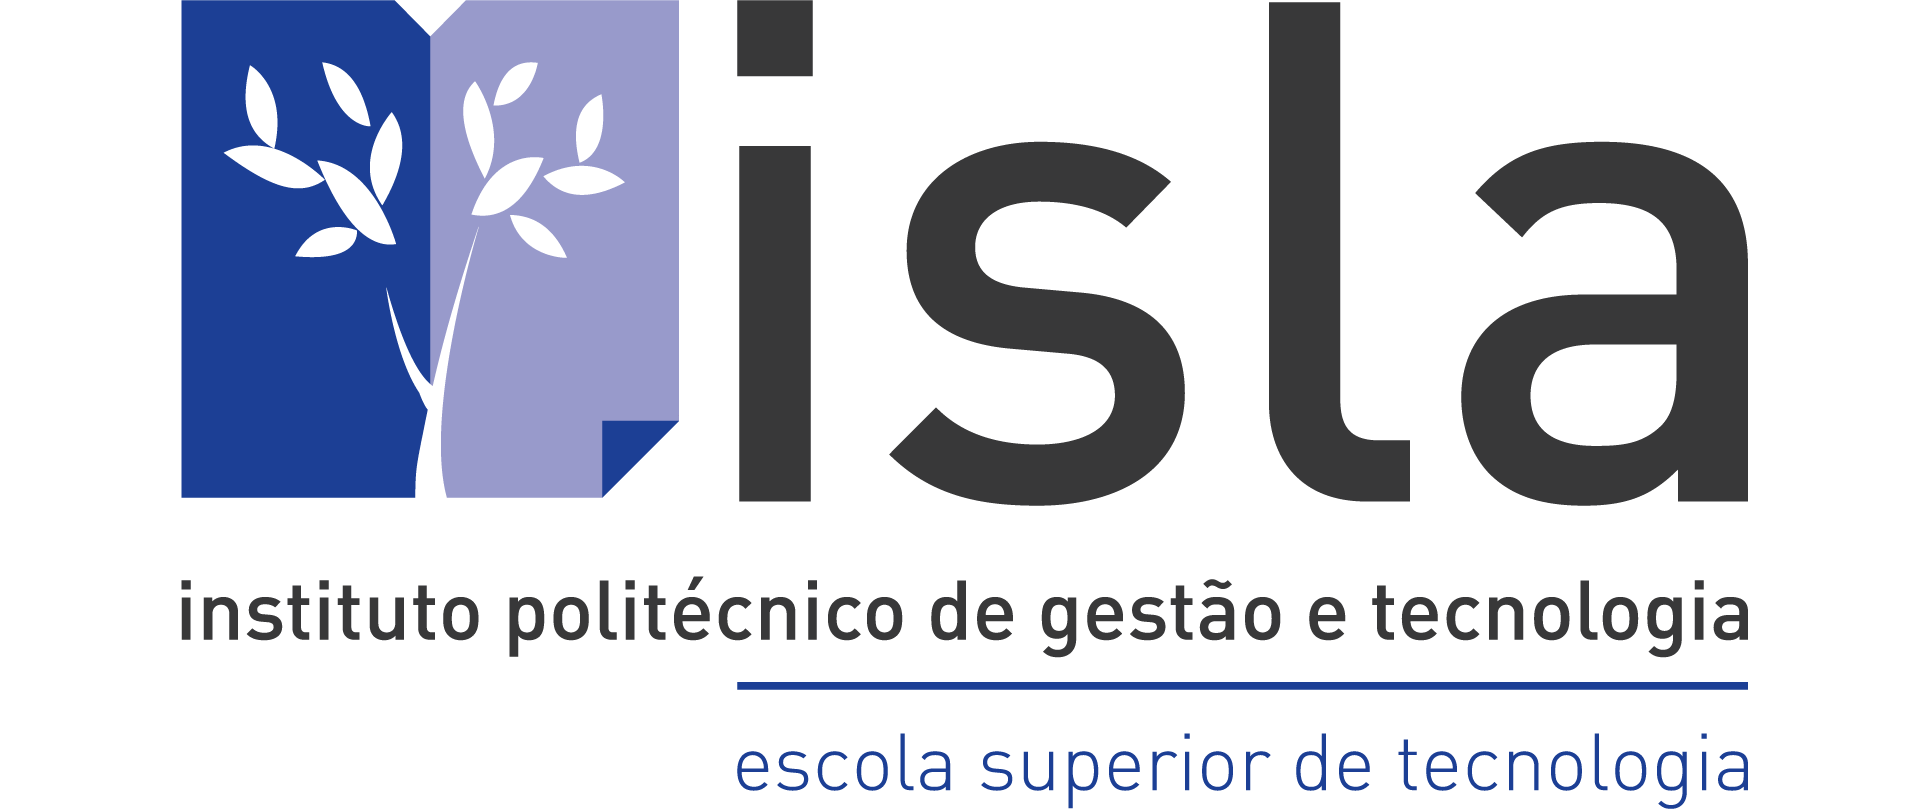 isla
instituto politécnico de gestão e tecnologia
escola superior de tecnologia